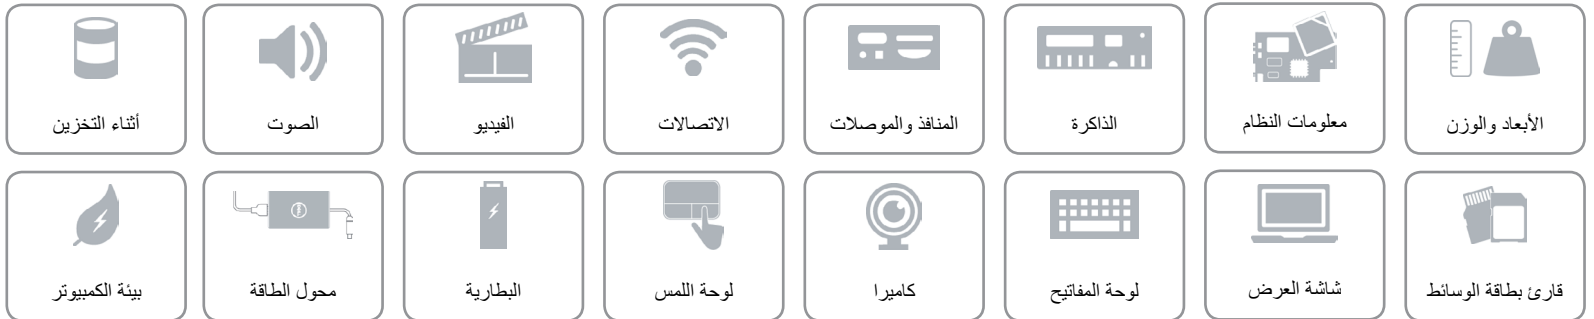 الأبعاد والوزن
معلومات النظام
الذاكرة
المنافذ والموصلات
الاتصالات
الفيديو
الصوت
أثناء التخزين
قارئ بطاقة الوسائط
شاشة العرض
لوحة المفاتيح
كاميرا
لوحة اللمس
البطارية
محول الطاقة
بيئة الكمبيوتر